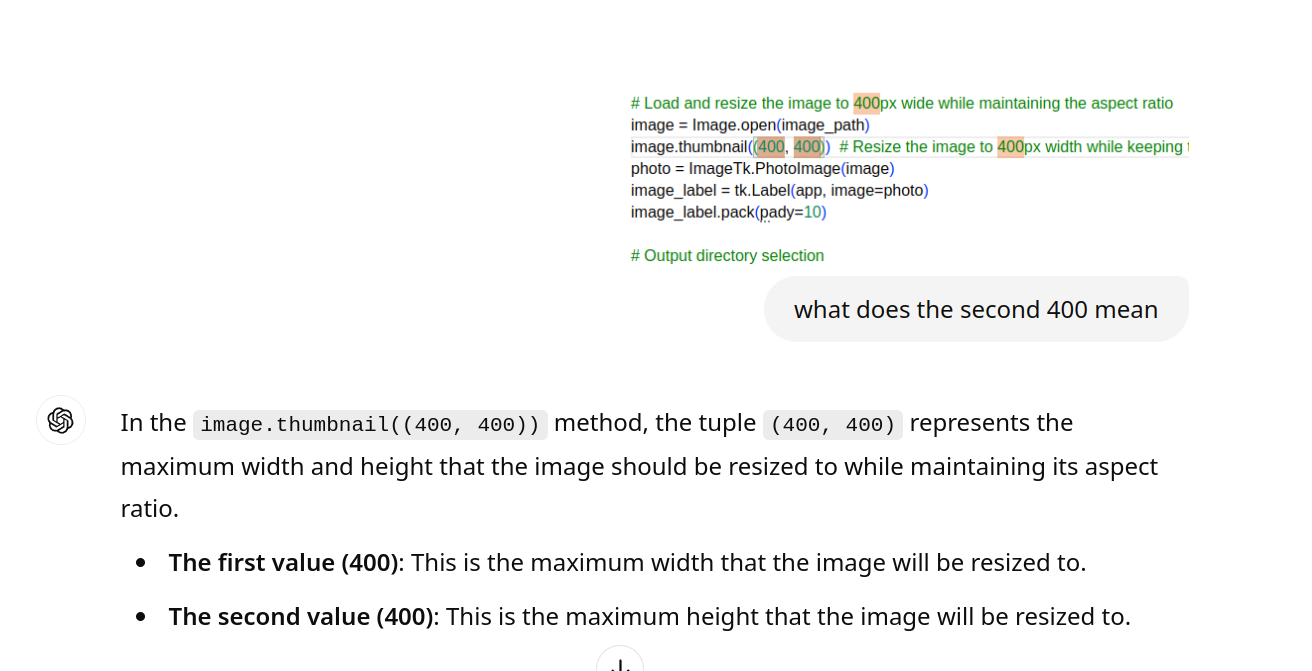 # Load and resize the image to 400px wide while maintaining the aspect ratio
image = Image.open(image_path)
image.thumbnail((400, 400))  # Resize the image to 400px width while keeping
photo = ImageTk.PhotoImage(image)
image_label = tk.Label(app, image=photo)
image_label.pack(pady=10)
# Output directory selection
what does the second 400 mean
In the image.thumbnail((400, 400)) method, the tuple (400, 400) represents the
maximum width and height that the image should be resized to while maintaining its aspect
ratio.
• The first value (400): This is the maximum width that the image will be resized to.
• The second value (400): This is the maximum height that the image will be resized to.